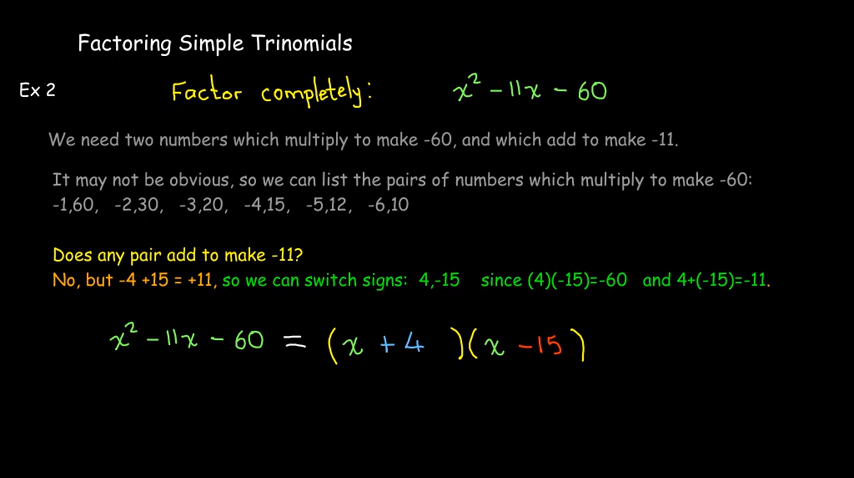 Factoring Simple Trinomials
Ex 2 Factor completely: x² - 11x - 60
We need two numbers which multiply to make -60, and which add to make -11.
It may not be obvious, so we can list the pairs of numbers which multiply to make -60:
-1,60, -2,30, -3,20, -4,15, -5,12, -6,10
Does any pair add to make -11?
No, but -4 +15 = +11, so we can switch signs: 4,-15 since (4)(-15)=-60 and 4+(-15)=-11.
x² - 11x - 60 = (x + 4 )(x - 15 )